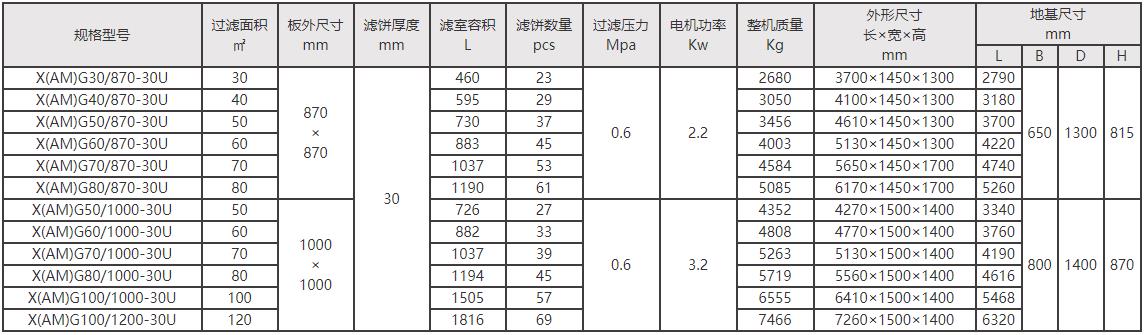 规格型号 过滤面积 ㎡ 板外尺寸 mm 滤饼厚度 mm 滤室容积 L 滤饼数量 pcs 过滤压力 Mpa 电机功率 Kw 整机质量 Kg 外形尺寸 长×宽×高 mm 地基尺寸 mm
L B D H
X(AM)G30/870-30U 30 460 23 2680 3700×1450×1300 2790
X(AM)G40/870-30U 40 595 29 3050 4100×1450×1300 3180
X(AM)G50/870-30U 50 730 37 3456 4610×1450×1300 3700
870 × 870 0.6 2.2 650 1300 815
X(AM)G60/870-30U 60 883 45 4003 5130×1450×1300 4220
X(AM)G70/870-30U 70 1037 53 4584 5650×1450×1700 4740
X(AM)G80/870-30U 80 1190 61 5085 6170×1450×1700 5260
30
X(AM)G50/1000-30U 50 726 27 4352 4270×1500×1400 3340
X(AM)G60/1000-30U 60 882 33 4808 4770×1500×1400 3760
X(AM)G70/1000-30U 70 1037 39 5263 5130×1500×1400 4190
1000 × 1000 0.6 3.2 800 1400 870
X(AM)G80/1000-30U 80 1194 45 5719 5560×1500×1400 4616
X(AM)G100/1000-30U 100 1505 57 6555 6410×1500×1400 5468
X(AM)G100/1200-30U 120 1816 69 7466 7260×1500×1400 6320